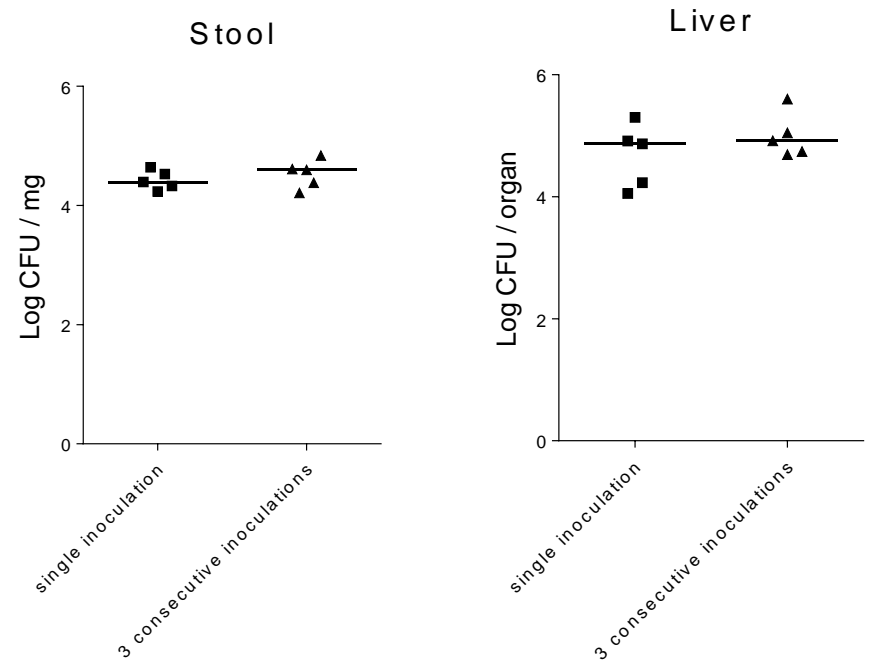 Stool
Log CFU / mg
6
4
2
0
single inoculation
3 consecutive inoculations
Liver
Log CFU / organ
6
4
2
0
single inoculation
3 consecutive inoculations